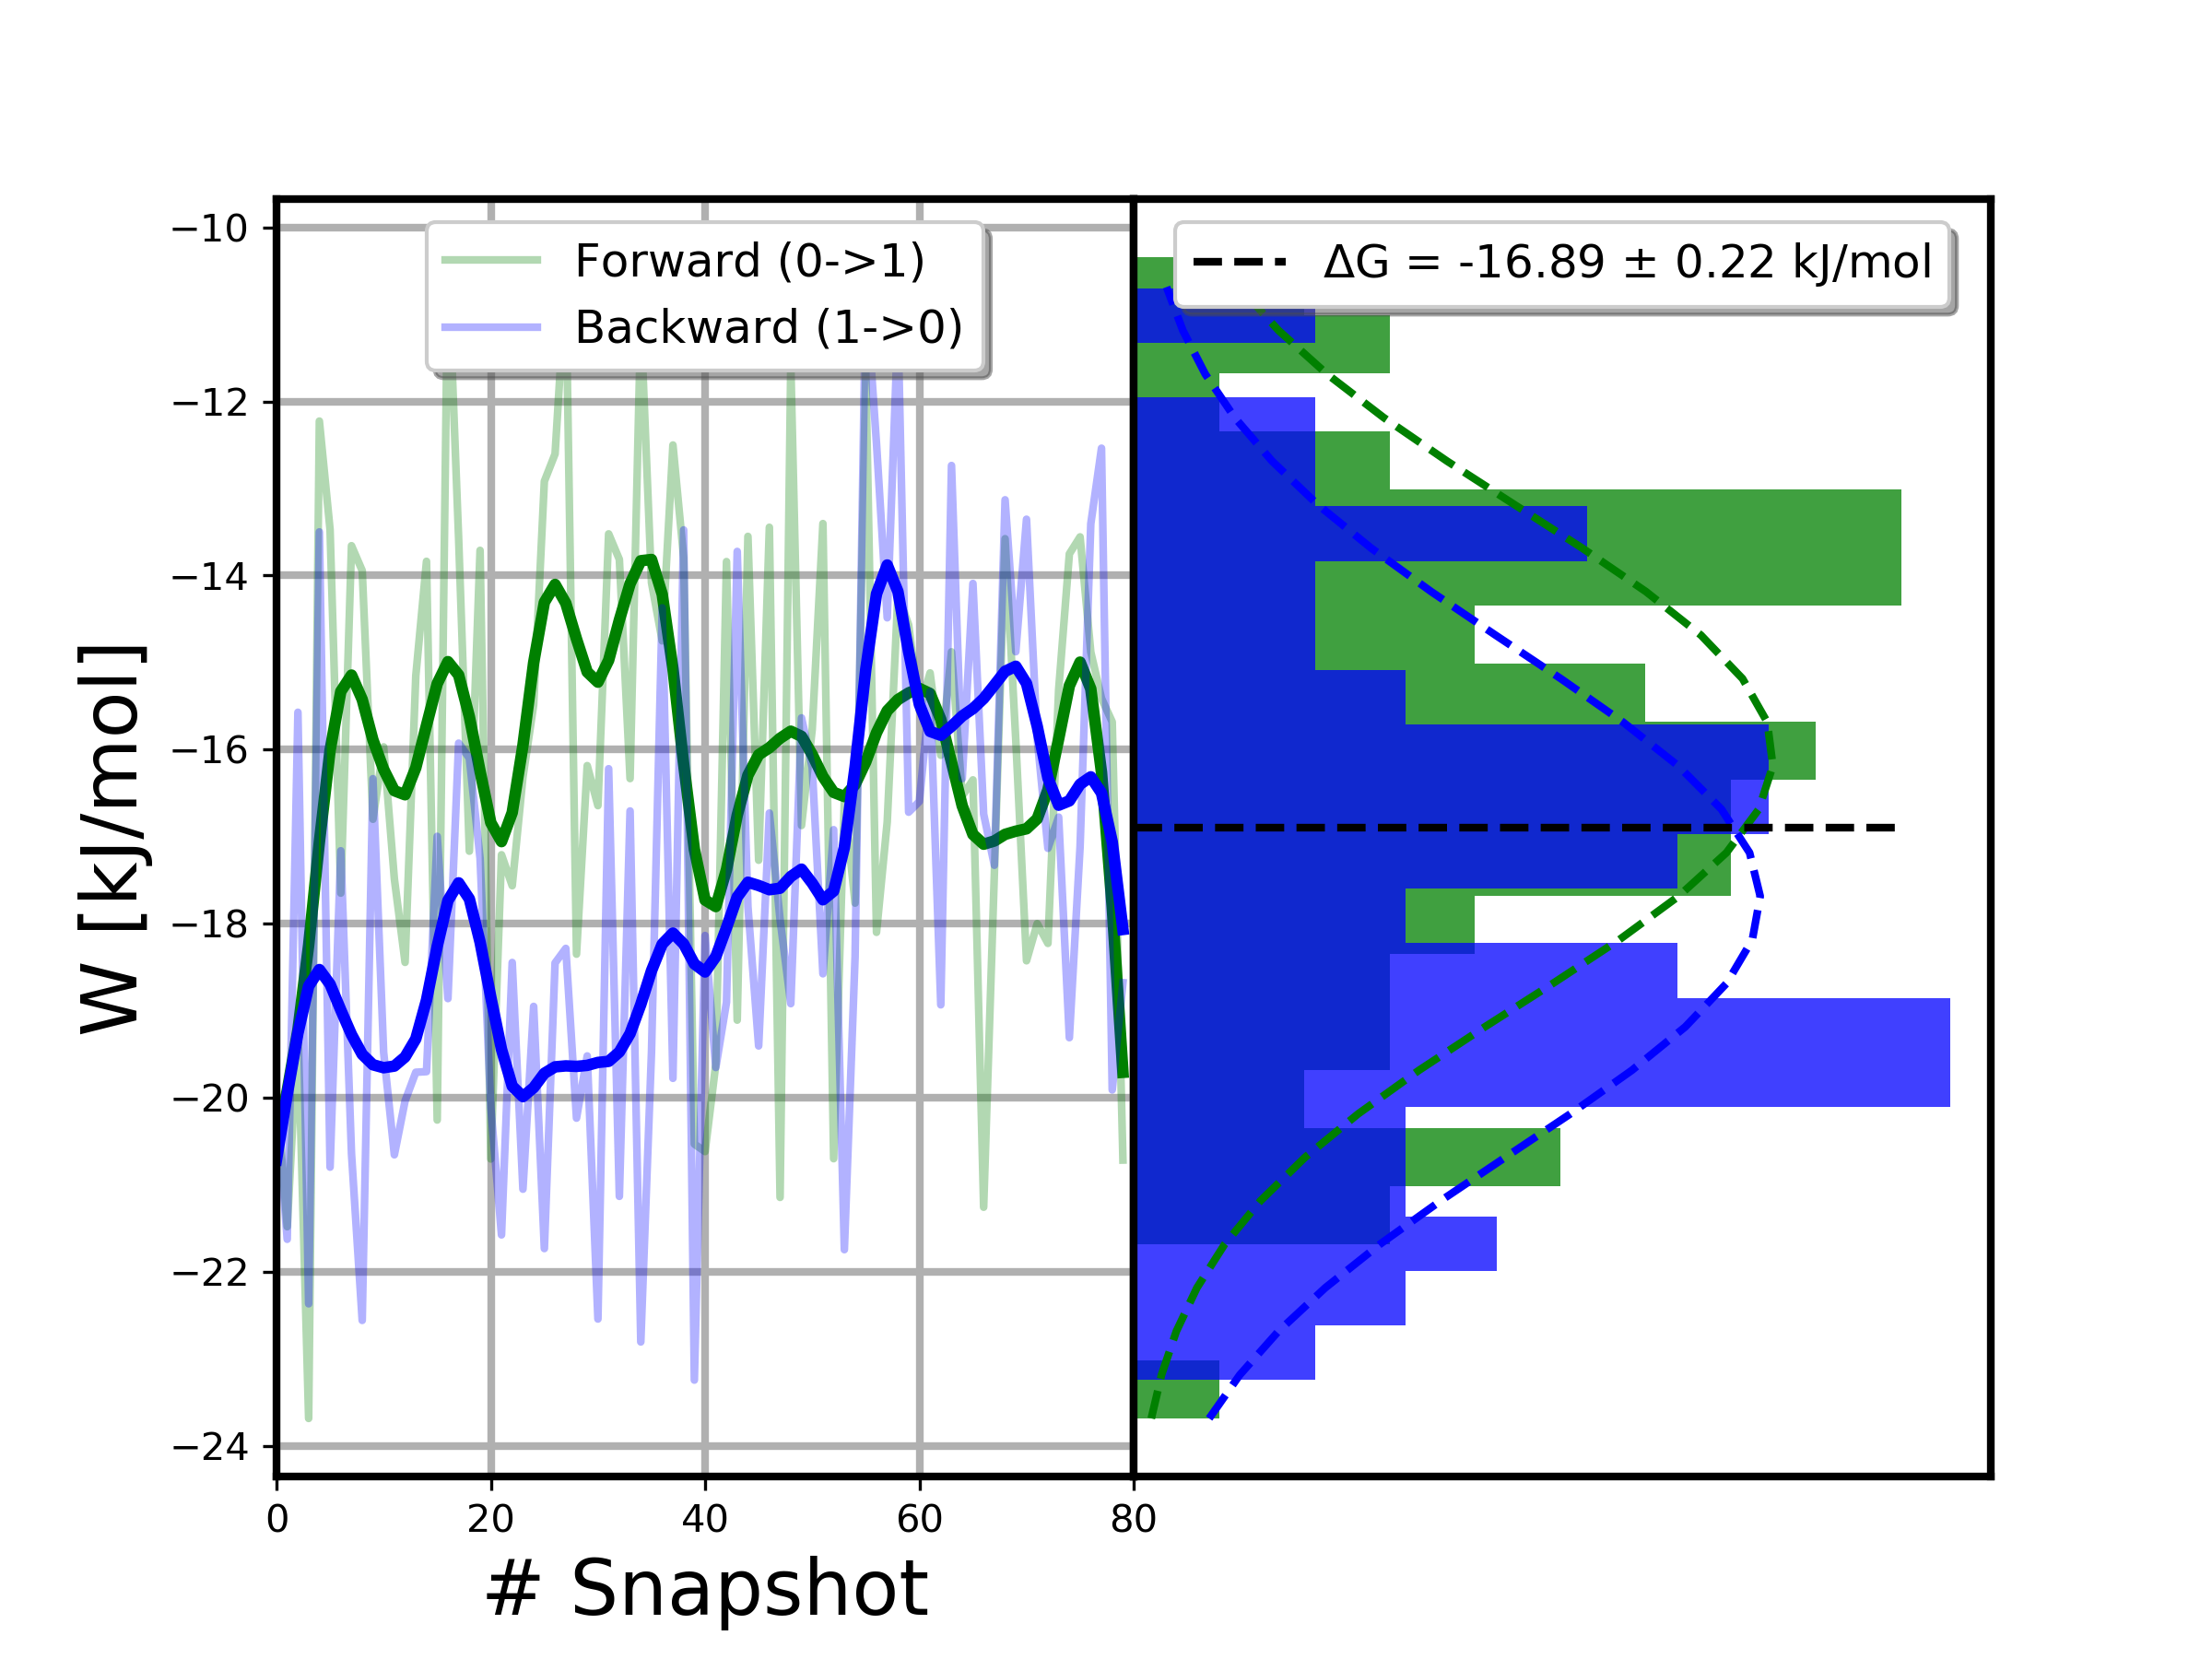 Forward (0->1)
Backward (1->0)
ΔG = -16.89 ± 0.22 kJ/mol
W [kJ/mol]
−10
−12
−14
−16
−18
−20
−22
−24
0 20 40 60 80
# Snapshot